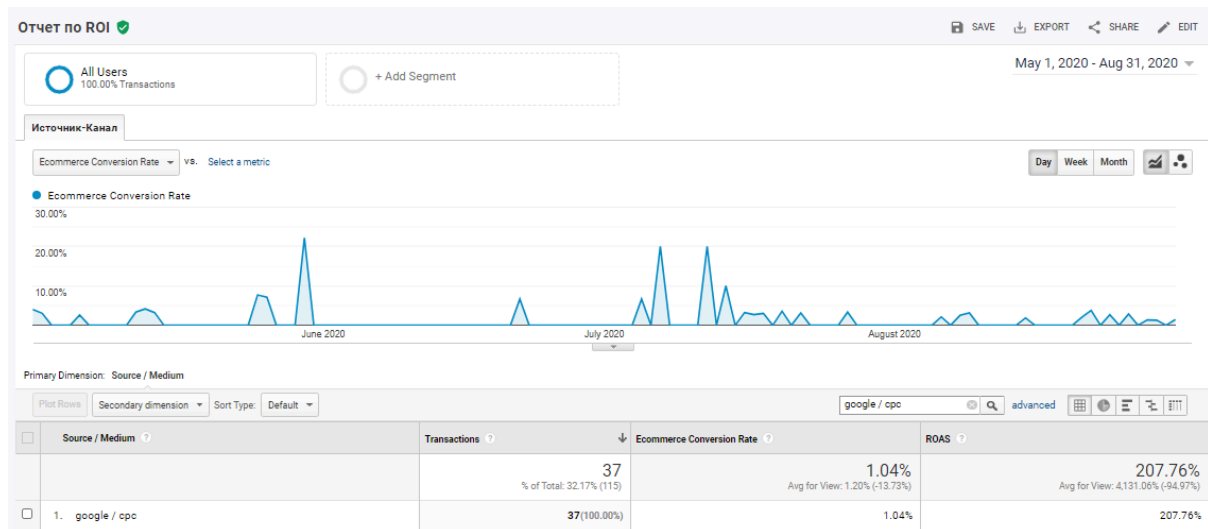 Отчет по ROI
SAVE EXPORT SHARE EDIT
All Users
100.00% Transactions
+ Add Segment
May 1, 2020 - Aug 31, 2020
Источник-Канал
Ecommerce Conversion Rate VS. Select a metric
Day Week Month
Ecommerce Conversion Rate
30.00%
20.00%
10.00%
June 2020 July 2020 August 2020
Primary Dimension: Source / Medium
Plot Rows Secondary dimension Sort Type: Default google / cpc advanced
Source / Medium ? Transactions ? Ecommerce Conversion Rate ? ROAS ?
37 1.04% 207.76%
% of Total: 32.17% (115) Avg for View: 1.20% (-13.73%) Avg for View: 4,131.06% (-94.97%)
1. google / cpc 37(100.00%) 1.04% 207.76%